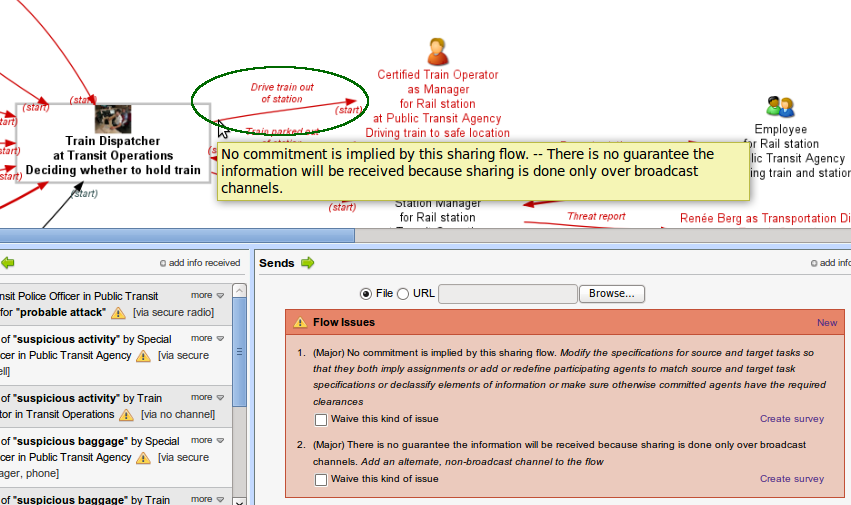 Drive train out
of station
(start)
Certified Train Operator
as Manager
for Rail station
at Public Transit Agency
Driving train to safe location
(start)
(start)
(start)
(start)
Train Dispatcher
at Transit Operations
Deciding whether to hold train
(start)
Train parked out
No commitment is implied by this sharing flow. -- There is no guarantee the
information will be received because sharing is done only over broadcast
channels.
Employee
for Rail station
Public Transit Agency
ing train and station
(start)
Station Manager
for Rail station
Threat report
Renée Berg as Transportation Di
add info received
nsit Police Officer in Public Transit
more
for "probable attack" [via secure radio]
of "suspicious activity" by Special
more
cer in Public Transit Agency [via secure
ell]
of "suspicious activity" by Train
more
tor in Transit Operations [via no channel]
of "suspicious baggage" by Special
more
cer in Public Transit Agency [via secure
ager, phone]
of "suspicious baggage" by Train
more
Sends
add info
File URL Browse...
Flow Issues
New
1. (Major) No commitment is implied by this sharing flow. Modify the specifications for source and target tasks so
that they both imply assignments or add or redefine participating agents to match source and target task
specifications or declassify elements of information or make sure otherwise committed agents have the required
clearances
Waive this kind of issue
Create survey
2. (Major) There is no guarantee the information will be received because sharing is done only over broadcast
channels. Add an alternate, non-broadcast channel to the flow
Waive this kind of issue
Create survey